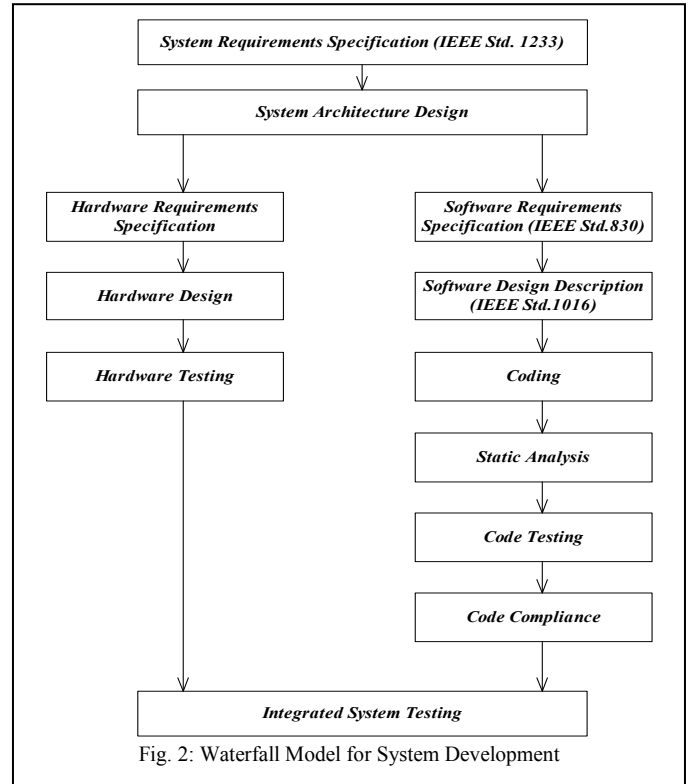 System Requirements Specification (IEEE Std. 1233)
System Architecture Design
Hardware Requirements
Specification
Hardware Design
Hardware Testing
Software Requirements
Specification (IEEE Std.830)
Software Design Description
(IEEE Std.1016)
Coding
Static Analysis
Code Testing
Code Compliance
Integrated System Testing
Fig. 2: Waterfall Model for System Development